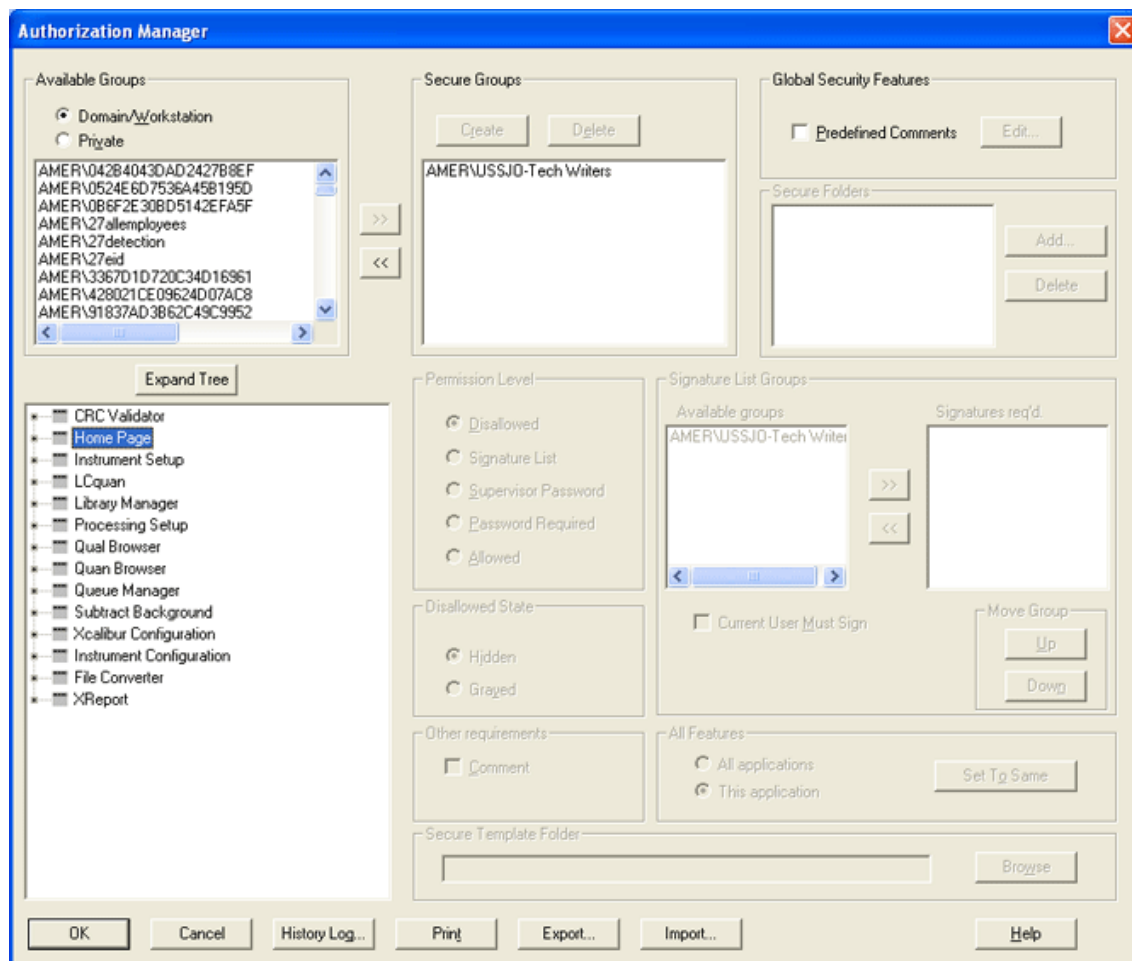 Authorization Manager
Available Groups
Domain/Workstation
Private
AMER\042B4043DAD2427B8EF
AMER\0524E6D7536A45B195D
AMER\0B6F2E30BD5142EFA5F
AMER\27allemployees
AMER\27detection
AMER\27eid
AMER\3367D1D720C34D16961
AMER\428021CE09624D07AC8
AMER\91837AD3B62C49C9952
>>
<<
Secure Groups
Create
Delete
AMER\USSJO-Tech Writers
Global Security Features
Predefined Comments
Edit...
Secure Folders
Add...
Delete
Expand Tree
CRC Validator
Home Page
Instrument Setup
LCquan
Library Manager
Processing Setup
Qual Browser
Quan Browser
Queue Manager
Subtract Background
Xcalibur Configuration
Instrument Configuration
File Converter
XReport
Permission Level
Disallowed
Signature List
Supervisor Password
Password Required
Allowed
Disallowed State
Hidden
Grayed
Other requirements
Comment
Signature List Groups
Available groups
AMER\USSJO-Tech Writer
>>
<<
Signatures req'd.
Current User Must Sign
Move Group
Up
Down
All Features
All applications
This application
Set To Same
Secure Template Folder
Browse
OK
Cancel
History Log...
Print
Export...
Import...
Help